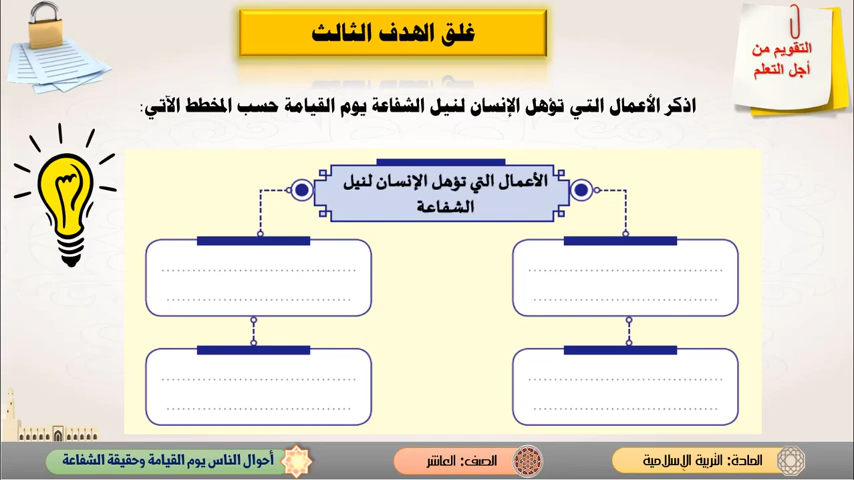 غلق الهدف الثالث
التقويم من
أجل التعلم
اذكر الأعمال التي تؤهل الإنسان لنيل الشفاعة يوم القيامة حسب المخطط الآتي:
الأعمال التي تؤهل الإنسان لنيل
الشفاعة
المادة: التربية الإسلامية
الصف: العاشر
أحوال الناس يوم القيامة وحقيقة الشفاعة